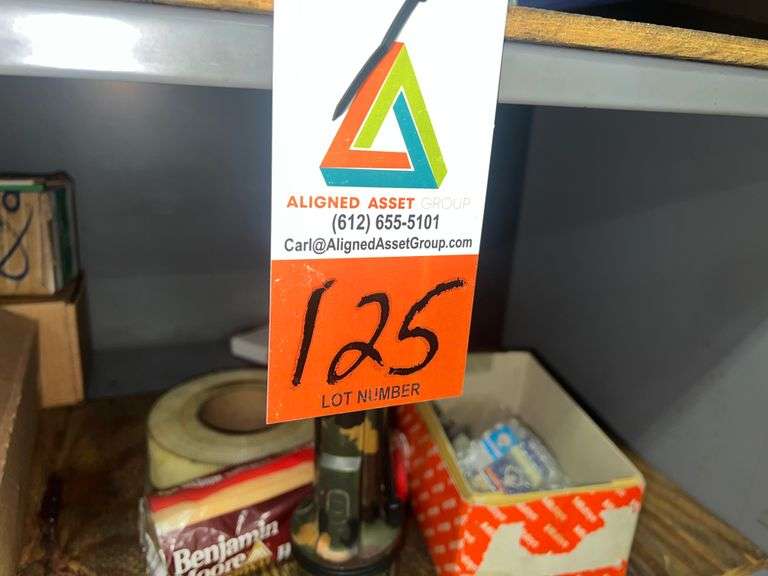 ALIGNED ASSET GROUP
(612) 655-5101
Carl@AlignedAssetGroup.com
125
LOT NUMBER
Benjamin
Moore